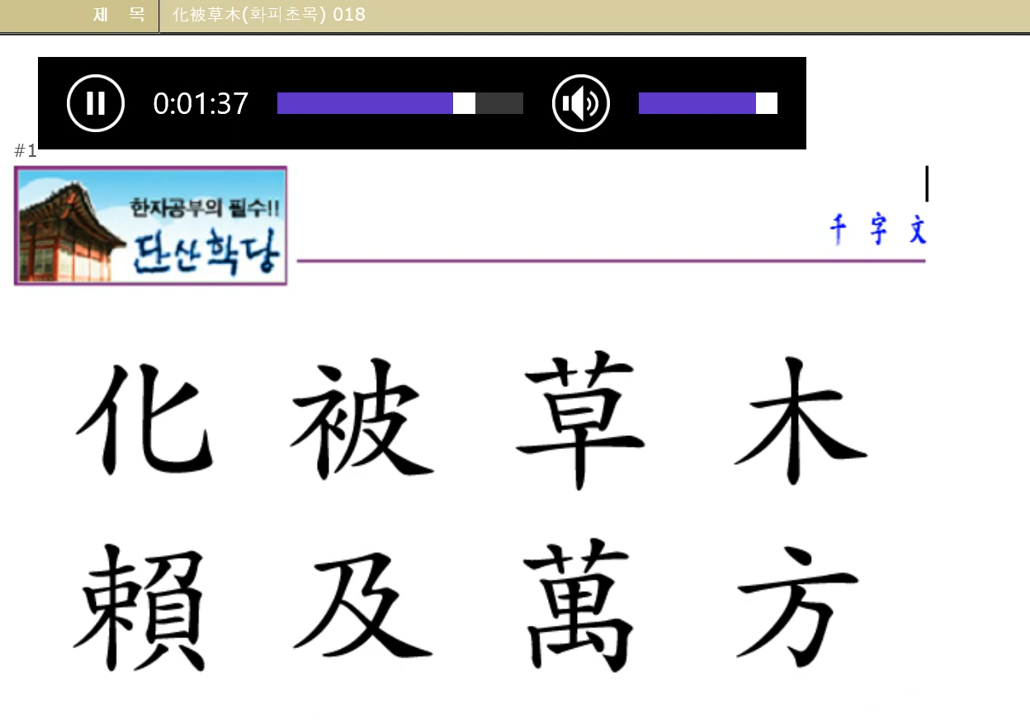 제 목 化被草木(화피초목) 018
0:01:37
#1
한자공부의 필수!!
단산학당
千字文
化被草木
賴及萬方